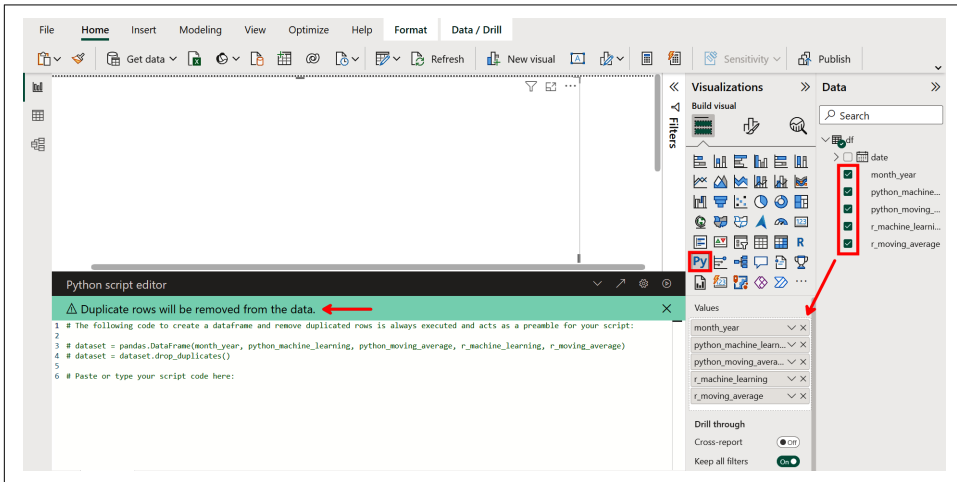 File Home Insert Modeling View Optimize Help Format Data / Drill
Get data Refresh New visual A 123 Sensitivity Publish
Visualizations
Data
Build visual
Search
Filters
df
date
month_year
python_machine...
python_moving_...
r_machine_learni...
r_moving_average
123
R
Py
Python script editor
Duplicate rows will be removed from the data.
1 # The following code to create a dataframe and remove duplicated rows is always executed and acts as a preamble for your script:
2
3 # dataset = pandas.DataFrame(month_year, python_machine_learning, python_moving_average, r_machine_learning, r_moving_average)
4 # dataset = dataset.drop_duplicates()
5
6 # Paste or type your script code here:
Values
month_year
python_machine_learn...
python_moving_avera...
r_machine_learning
r_moving_average
Drill through
Cross-report Off
Keep all filters On